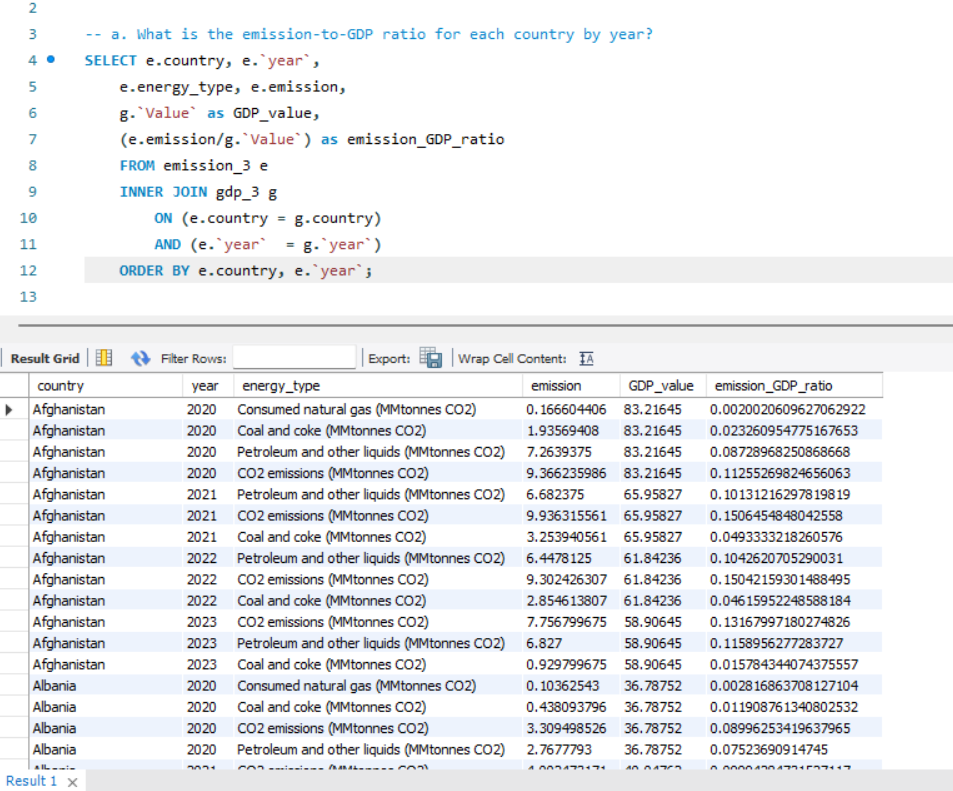 2
3 -- a. What is the emission-to-GDP ratio for each country by year?
4 SELECT e.country, e.`year`,
5 e.energy_type, e.emission,
6 g.`Value` as GDP_value,
7 (e.emission/g.`Value`) as emission_GDP_ratio
8 FROM emission_3 e
9 INNER JOIN gdp_3 g
10 ON (e.country = g.country)
11 AND (e.`year`  = g.`year`)
12 ORDER BY e.country, e.`year`;
13
Result Grid Filter Rows: Export: Wrap Cell Content: IA
country year energy_type emission GDP_value emission_GDP_ratio
Afghanistan 2020 Consumed natural gas (MMtonnes CO2) 0.166604406 83.21645 0.0020020609627062922
Afghanistan 2020 Coal and coke (MMtonnes CO2) 1.93569408 83.21645 0.023260954775167653
Afghanistan 2020 Petroleum and other liquids (MMtonnes CO2) 7.2639375 83.21645 0.08728968250868668
Afghanistan 2020 CO2 emissions (MMtonnes CO2) 9.366235986 83.21645 0.11255269824656063
Afghanistan 2021 Petroleum and other liquids (MMtonnes CO2) 6.682375 65.95827 0.10131216297819819
Afghanistan 2021 CO2 emissions (MMtonnes CO2) 9.936315561 65.95827 0.1506454848042558
Afghanistan 2021 Coal and coke (MMtonnes CO2) 3.253940561 65.95827 0.0493333218260576
Afghanistan 2022 Petroleum and other liquids (MMtonnes CO2) 6.4478125 61.84236 0.1042620705290031
Afghanistan 2022 CO2 emissions (MMtonnes CO2) 9.302426307 61.84236 0.15042159301488495
Afghanistan 2022 Coal and coke (MMtonnes CO2) 2.854613807 61.84236 0.04615952248588184
Afghanistan 2023 CO2 emissions (MMtonnes CO2) 7.756799675 58.90645 0.13167997180274826
Afghanistan 2023 Petroleum and other liquids (MMtonnes CO2) 6.827 58.90645 0.1158956277283727
Afghanistan 2023 Coal and coke (MMtonnes CO2) 0.929799675 58.90645 0.015784344074375557
Albania 2020 Consumed natural gas (MMtonnes CO2) 0.10362543 36.78752 0.002816863708127104
Albania 2020 Coal and coke (MMtonnes CO2) 0.438093796 36.78752 0.011908761340802532
Albania 2020 CO2 emissions (MMtonnes CO2) 3.309498526 36.78752 0.08996253419637965
Albania 2020 Petroleum and other liquids (MMtonnes CO2) 2.7677793 36.78752 0.07523690914745
Albania 2021 CO2 emissions (MMtonnes CO2)
Result 1